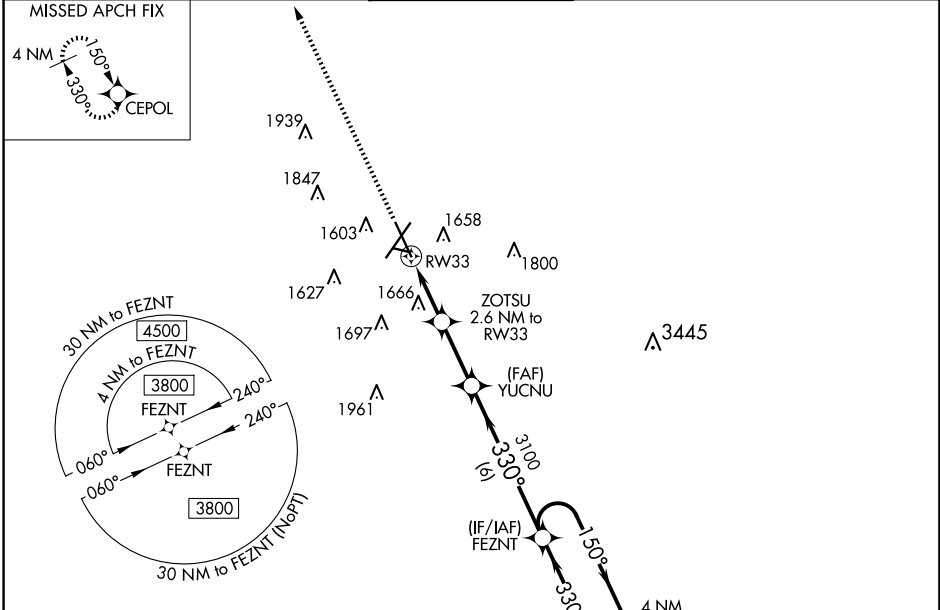 MISSED APCH FIX
4 NM
150°
330°
CEPOL
1939
1847
1603
1658
RW33
1800
1627
1666
ZOTSU
2.6 NM to
RW33
1697
3445
(FAF)
YUCNU
1961
30 NM to FEZNT
4500
4 NM to FEZNT
3800
240°
FEZNT
240°
060°
060°
FEZNT
3800
30 NM to FEZNT (NoPT)
3100
330°
(6)
(IF/IAF)
FEZNT
150°
330
4 NM